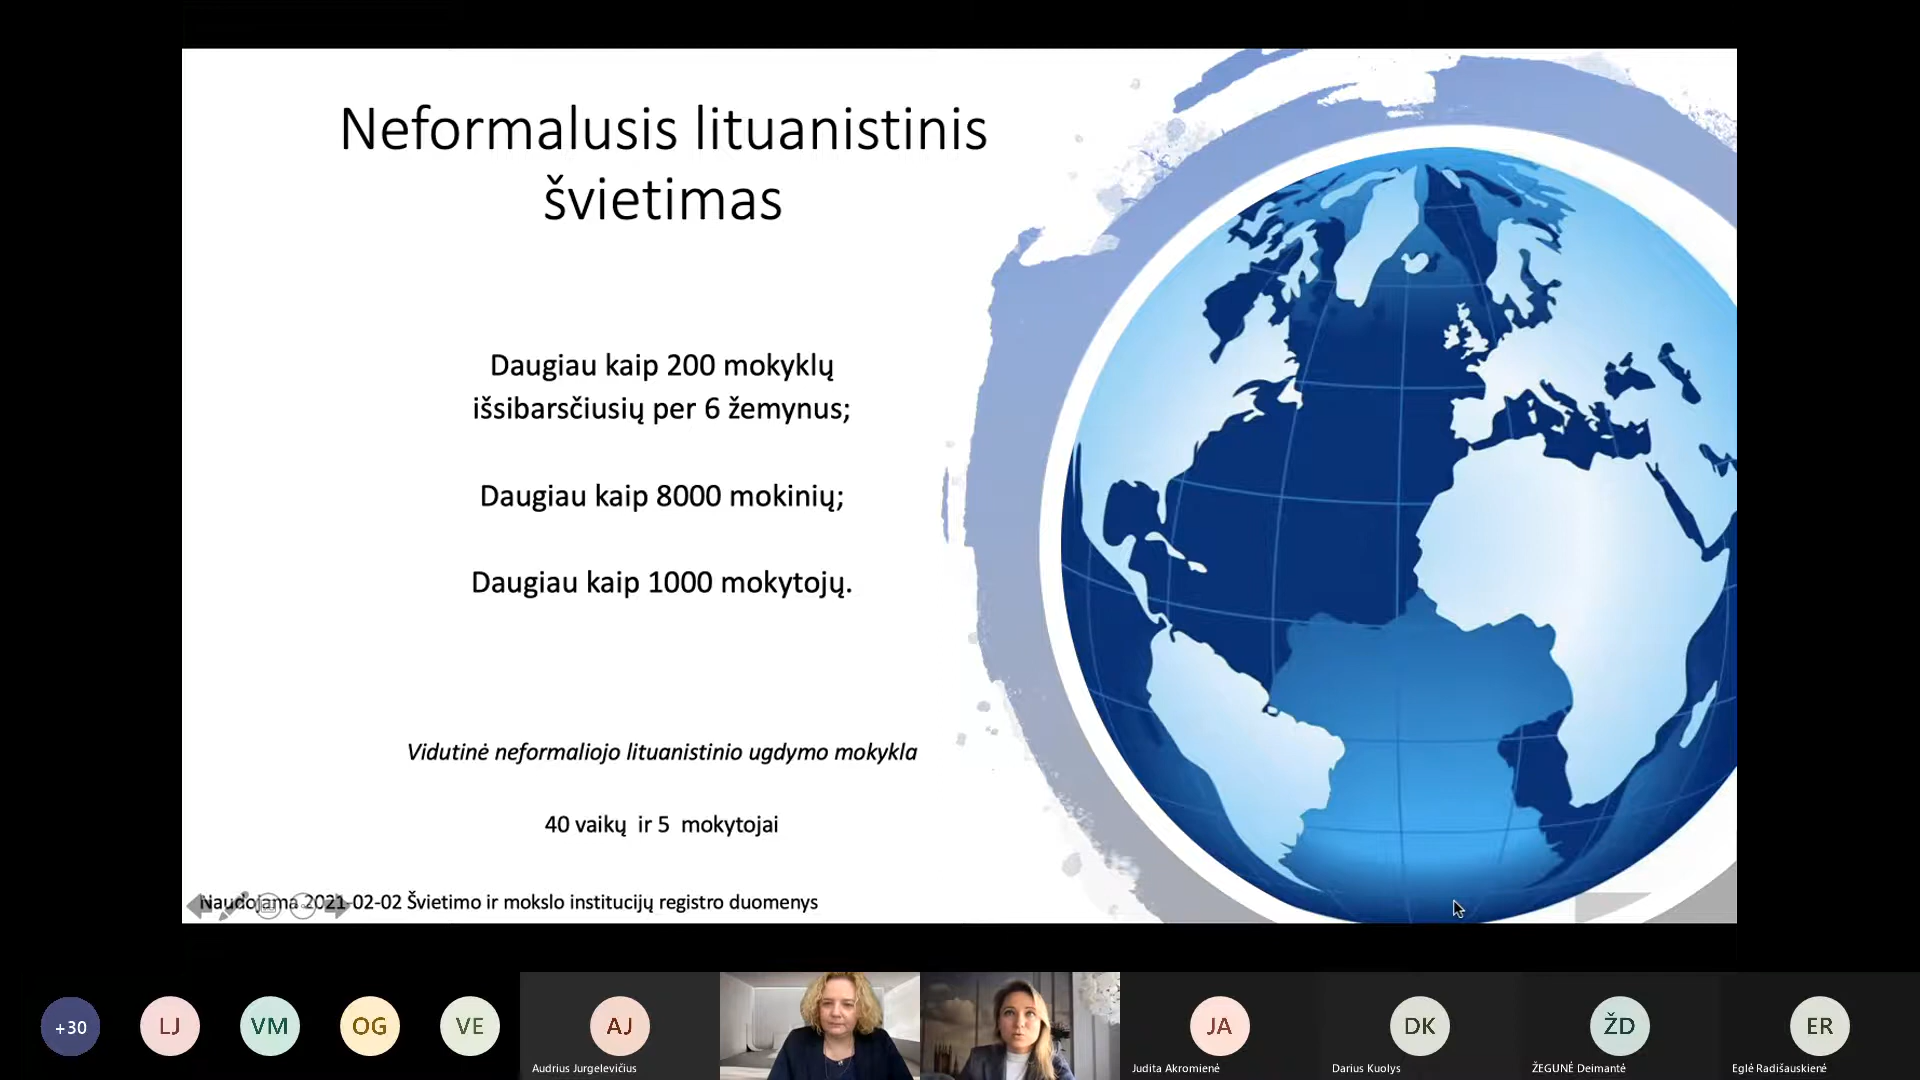 Neformalusis lituanistinis
švietimas
Daugiau kaip 200 mokyklų
išsibarsčiusių per 6 žemynus;
Daugiau kaip 8000 mokinių;
Daugiau kaip 1000 mokytojų.
Vidutinė neformaliojo lituanistinio ugdymo mokykla
40 vaikų ir 5 mokytojai
Naudojama 2021-02-02 Švietimo ir mokslo institucijų registro duomenys
+30
LJ
VM
OG
VE
AJ
JA
DK
ŽD
ER
Audrius Jurgelevičius
Judita Akromienė
Darius Kuolys
ŽEGUNĖ Deimantė
Eglė Radišauskienė